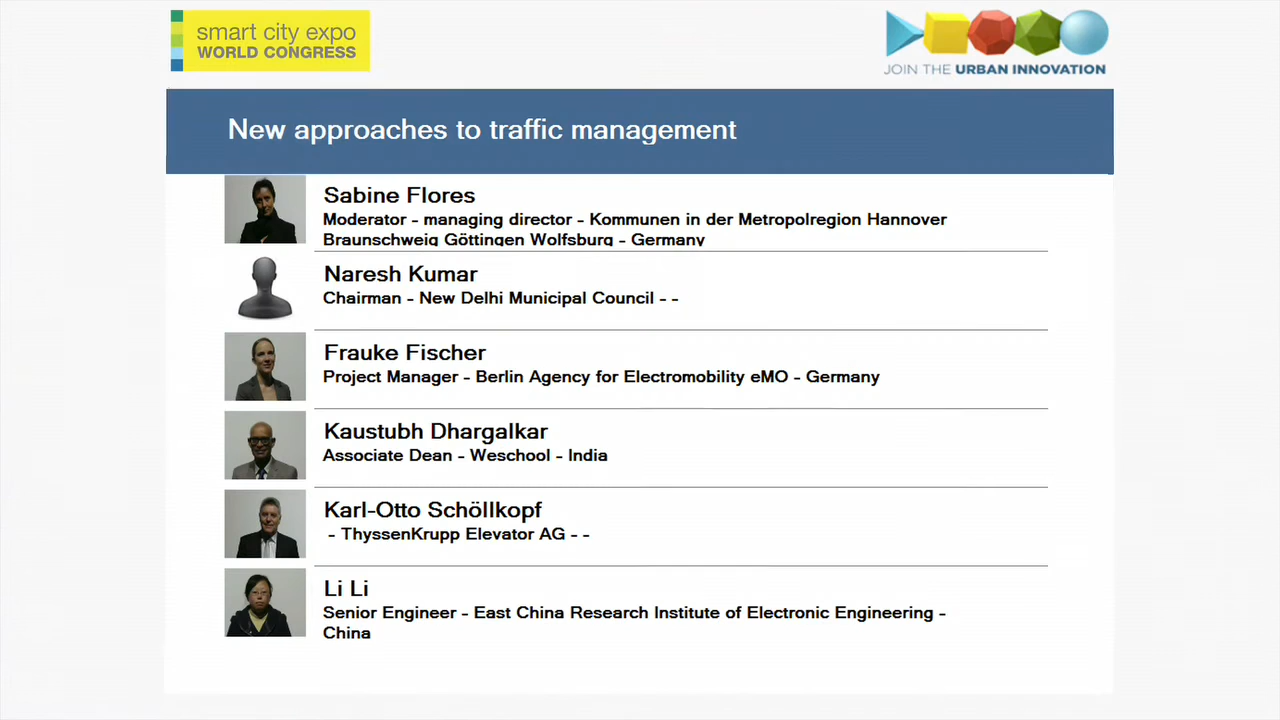 smart city expo
WORLD CONGRESS
JOIN THE URBAN INNOVATION
New approaches to traffic management
Sabine Flores
Moderator - managing director - Kommunen in der Metropolregion Hannover
Braunschweig Göttingen Wolfsburg - Germany
Naresh Kumar
Chairman - New Delhi Municipal Council - -
Frauke Fischer
Project Manager - Berlin Agency for Electromobility eMO - Germany
Kaustubh Dhargalkar
Associate Dean - Weschool - India
Karl-Otto Schöllkopf
- ThyssenKrupp Elevator AG - -
Li Li
Senior Engineer - East China Research Institute of Electronic Engineering -
China